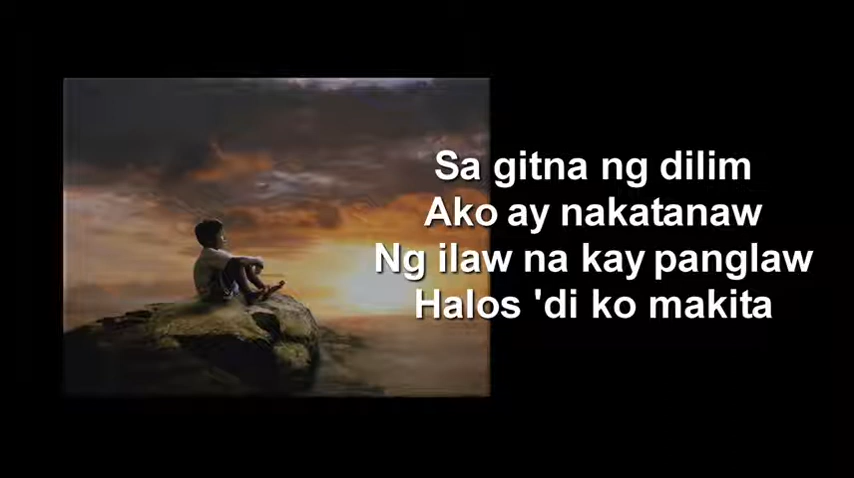 Sa gitna ng dilim
Ako ay nakatanaw
Ng ilaw na kay panglaw
Halos 'di ko makita